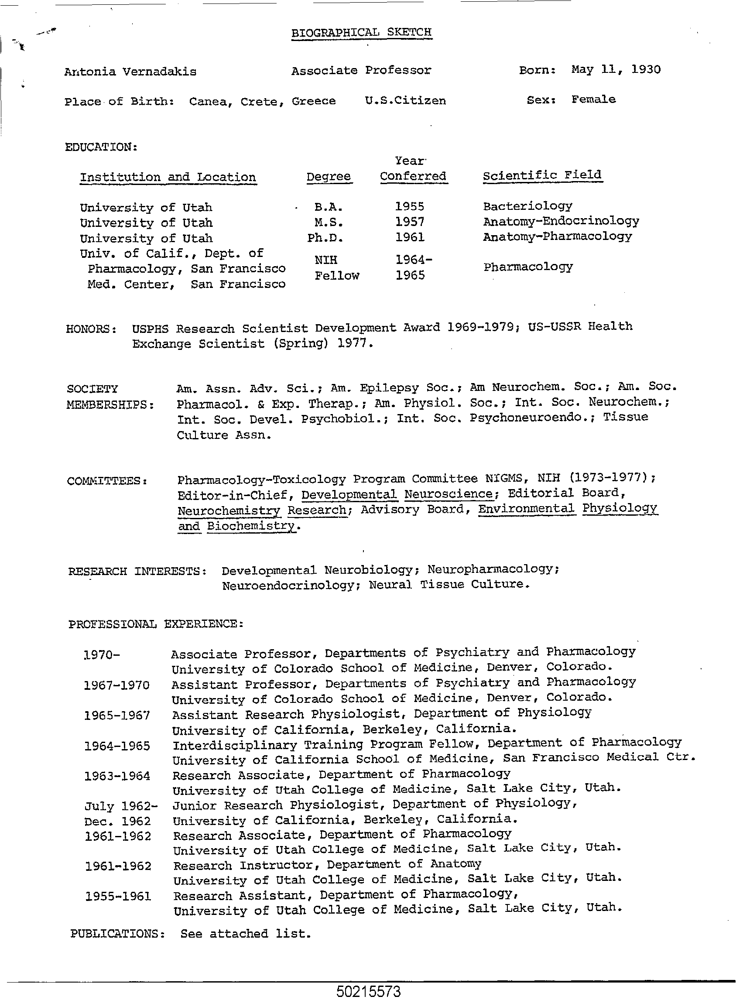 BIOGRAPHICAL SKETCH
Antonia Vernadakis Associate Professor Born: May 11, 1930
Place of Birth: Canea, Crete, Greece U.S.Citizen Sex: Female
EDUCATION:
Year
Institution and Location Degree Conferred Scientific Field
University of Utah B.A. 1955 Bacteriology
University of Utah M.S. 1957 Anatomy-Endocrinology
University of Utah Ph.D. 1961 Anatomy-Pharmacology
Univ. of Calif., Dept. of
Pharmacology, San Francisco
Med. Center, San Francisco
NIH 1964-
Fellow 1965
Pharmacology
HONORS: USPHS Research Scientist Development Award 1969-1979; US-USSR Health
Exchange Scientist (Spring) 1977.
SOCIETY Am. Assn. Adv. Sci.; Am. Epilepsy Soc.; Am Neurochem. Soc.; Am. Soc.
MEMBERSHIPS: Pharmacol. & Exp. Therap.; Am. Physiol. Soc.; Int. Soc. Neurochem.;
Int. Soc. Devel. Psychobiol.; Int. Soc. Psychoneuroendo.; Tissue
Culture Assn.
COMMITTEES: Pharmacology-Toxicology Program Committee NIGMS, NIH (1973-1977);
Editor-in-Chief, Developmental Neuroscience; Editorial Board,
Neurochemistry Research; Advisory Board, Environmental Physiology
and Biochemistry.
RESEARCH INTERESTS: Developmental Neurobiology; Neuropharmacology;
Neuroendocrinology; Neural Tissue Culture.
PROFESSIONAL EXPERIENCE:
1970- Associate Professor, Departments of Psychiatry and Pharmacology
University of Colorado School of Medicine, Denver, Colorado.
1967-1970 Assistant Professor, Departments of Psychiatry and Pharmacology
University of Colorado School of Medicine, Denver, Colorado.
1965-1967 Assistant Research Physiologist, Department of Physiology
University of California, Berkeley, California.
1964-1965 Interdisciplinary Training Program Fellow, Department of Pharmacology
University of California School of Medicine, San Francisco Medical Ctr.
1963-1964 Research Associate, Department of Pharmacology
University of Utah College of Medicine, Salt Lake City, Utah.
July 1962- Junior Research Physiologist, Department of Physiology,
Dec. 1962 University of California, Berkeley, California.
1961-1962 Research Associate, Department of Pharmacology
University of Utah College of Medicine, Salt Lake City, Utah.
1961-1962 Research Instructor, Department of Anatomy
University of Utah College of Medicine, Salt Lake City, Utah.
1955-1961 Research Assistant, Department of Pharmacology,
University of Utah College of Medicine, Salt Lake City, Utah.
PUBLICATIONS: See attached list.
50215573